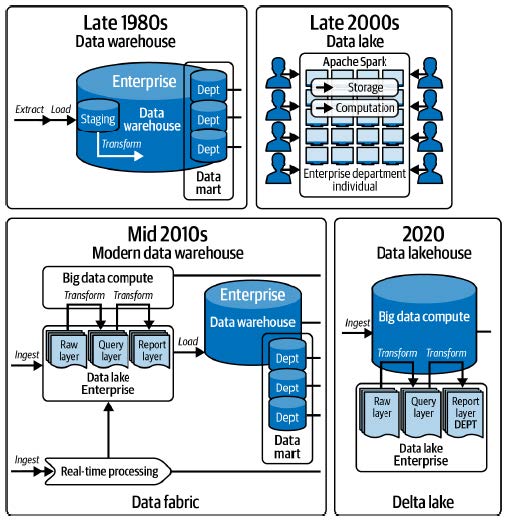 Late 1980s
Data warehouse
Enterprise
Extract Load
Staging
Data
warehouse
Transform
Dept
Dept
Dept
Data
mart
Late 2000s
Data lake
Apache Spark
Storage
Computation
Enterprise department
individual
Mid 2010s
Modern data warehouse
Big data compute
Transform Transform
Raw
layer
Query
layer
Report
layer
Ingest
Data lake
Enterprise
Load
Enterprise
Data warehouse
Dept
Dept
Dept
Data
mart
Ingest
Real-time processing
Data fabric
2020
Data lakehouse
Ingest
Big data compute
Transform Transform
Raw
layer
Query
layer
Report
layer
DEPT
Data lake
Enterprise
Delta lake